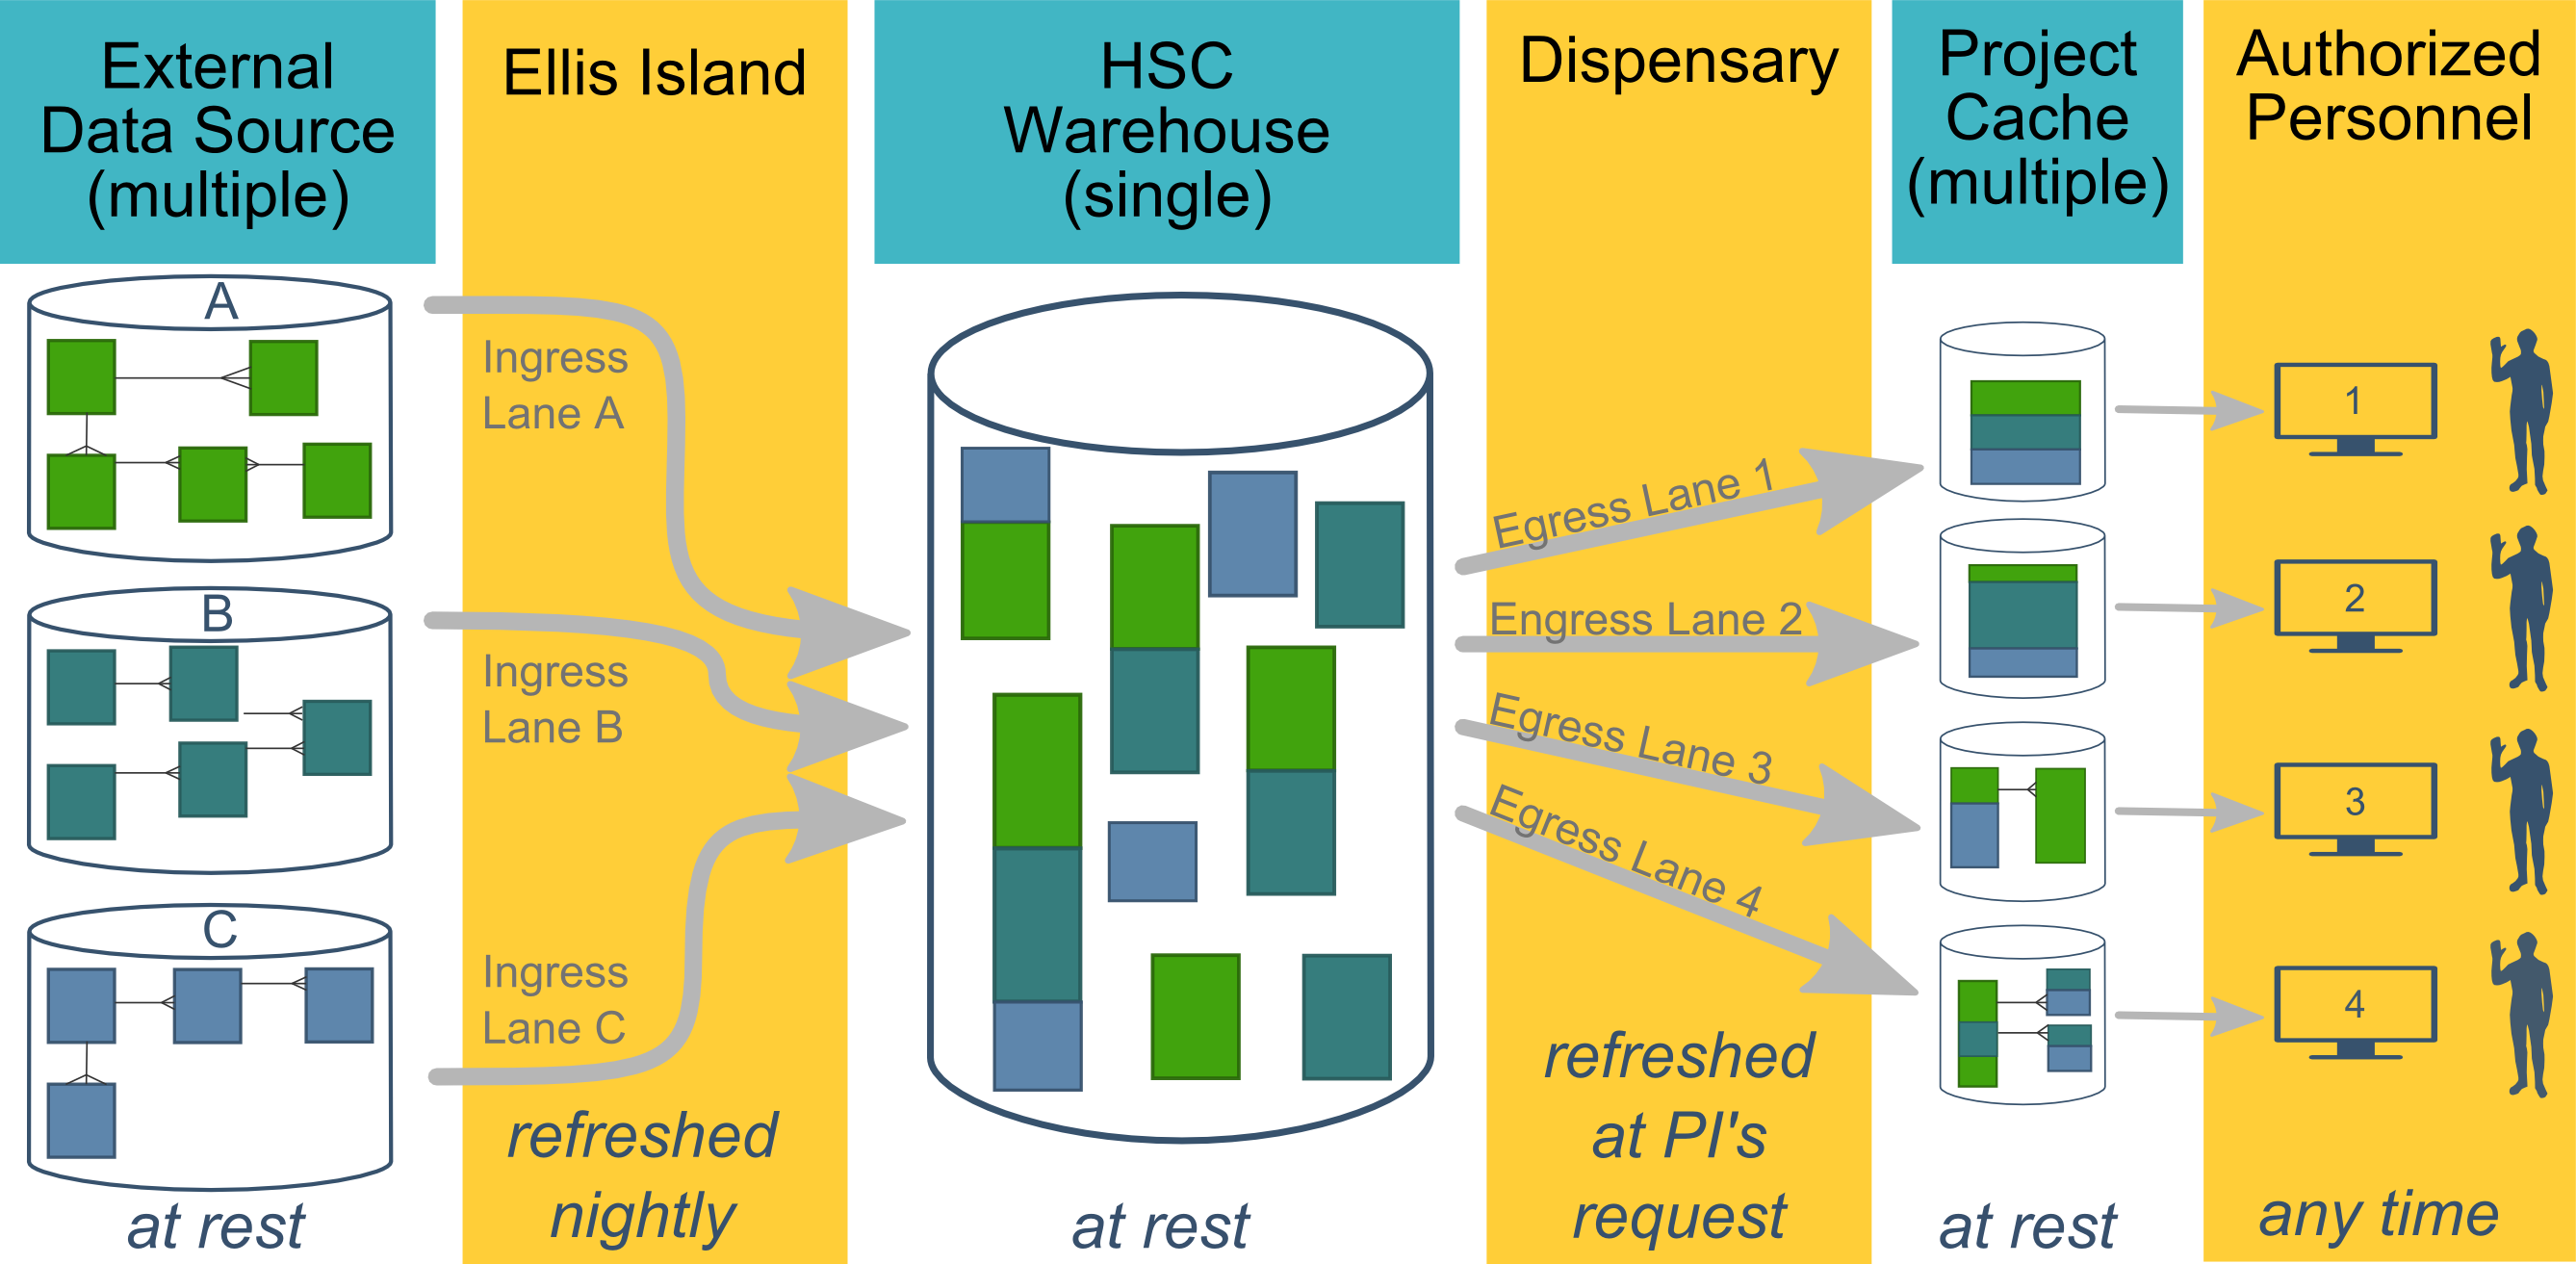 External
Data Source
(multiple)
Ellis Island
HSC
Warehouse
(single)
Dispensary
Project
Cache
(multiple)
Authorized
Personnel
A
B
C
at rest
Ingress
Lane A
Ingress
Lane B
Ingress
Lane C
refreshed
nightly
at rest
Egress Lane 1
Engress Lane 2
Egress Lane 3
Egress Lane 4
refreshed
at PI's
request
at rest
1
2
3
4
any time